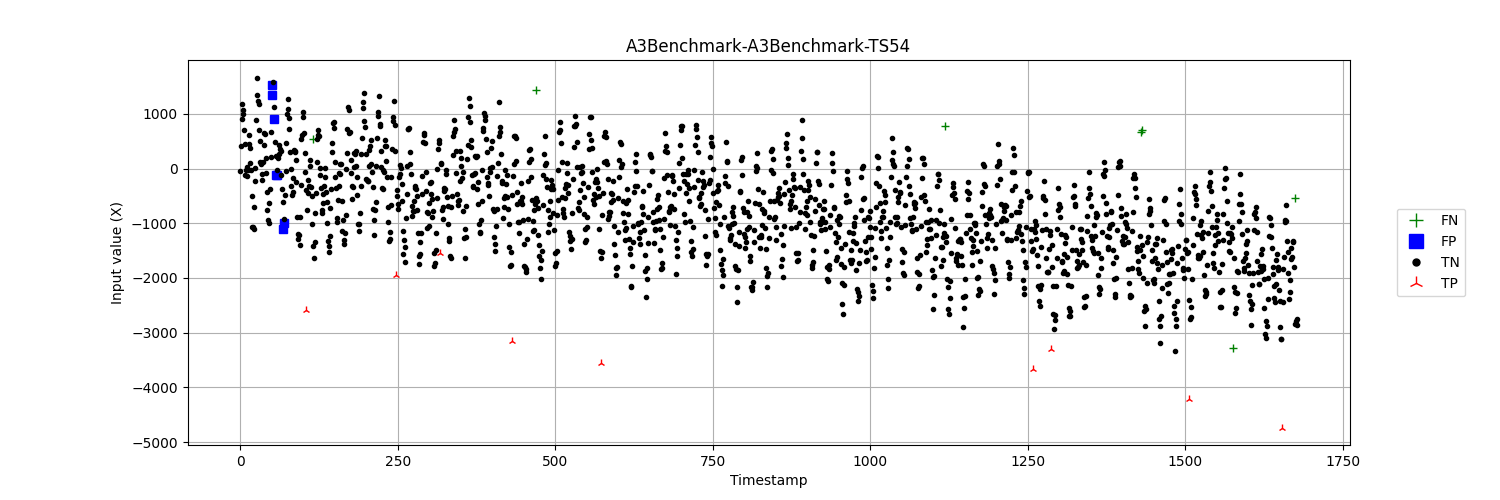 A3Benchmark-A3Benchmark-TS54
Input value (X)
1000
0
−1000
−2000
−3000
−4000
−5000
0
250
500
750
1000
1250
1500
1750
Timestamp
FN
FP
TN
TP